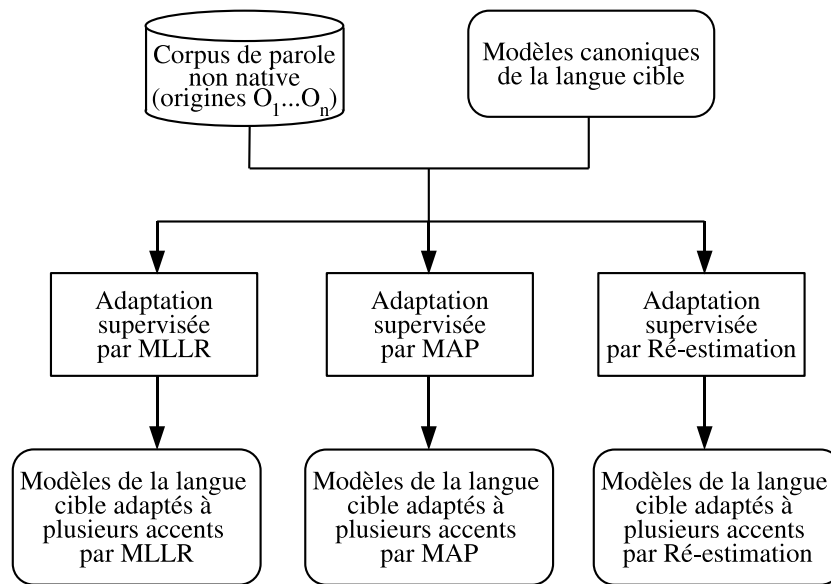 Corpus de parole
non native
(origines O₁...Oₙ)
Modèles canoniques
de la langue cible
Adaptation
supervisée
par MLLR
Adaptation
supervisée
par MAP
Adaptation
supervisée
par Ré-estimation
Modèles de la langue
cible adaptés à
plusieurs accents
par MLLR
Modèles de la langue
cible adaptés à
plusieurs accents
par MAP
Modèles de la langue
cible adaptés à
plusieurs accents
par Ré-estimation